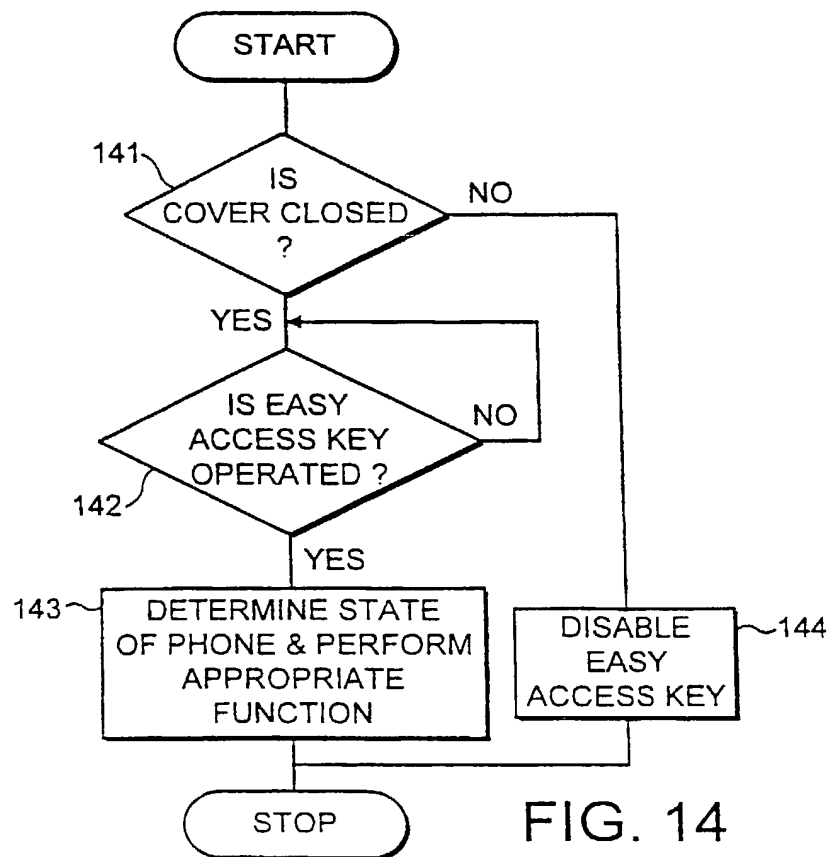 START
141
IS
COVER CLOSED
?
NO
YES
IS EASY
ACCESS KEY
OPERATED ?
NO
142
YES
143
DETERMINE STATE
OF PHONE & PERFORM
APPROPRIATE
FUNCTION
DISABLE
EASY
ACCESS KEY
144
STOP
FIG. 14